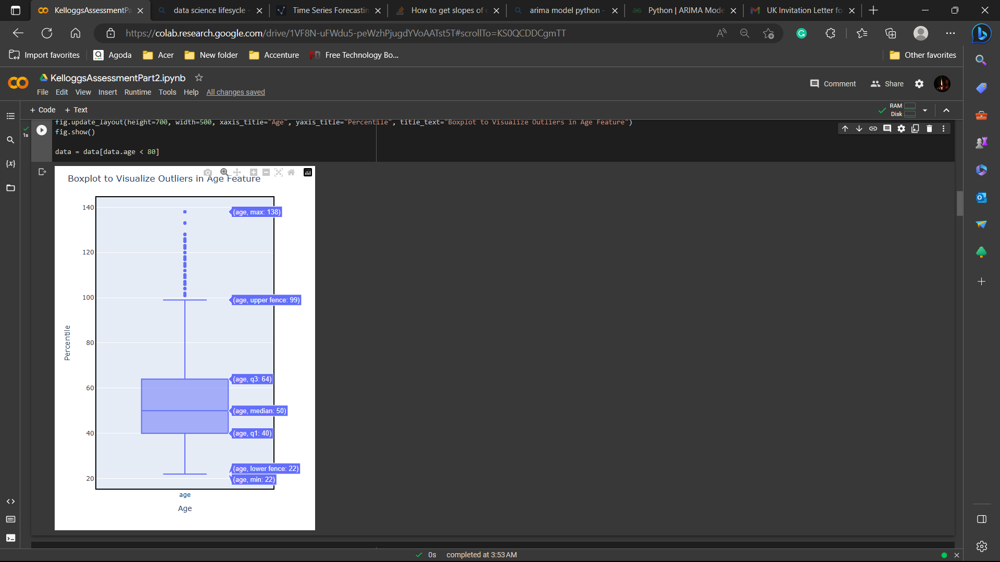 KelloggsAssessmentPa
data science lifesycle -
Time Series Forecastin
How to get slopes of
arima model python -
Python | ARIMA Mode
UK Invitation Letter fo
https://colab.research.google.com/drive/1VF8N-uFWdu5-peWzhPjugdYVoAATst5T#scrollTo=KS0QCDDCgmTT
Import favorites
Agoda
Acer
New folder
Accenture
Free Technology Bo...
Other favorites
KelloggsAssessmentPart2.ipynb
Comment
Share
File Edit View Insert Runtime Tools Help All changes saved
+ Code + Text
RAM
Disk
1s
fig.update_layout(height=700, width=500, xaxis_title="Age", yaxis_title="Percentile", title_text="Boxplot to Visualize Outliers in Age Feature")
fig.show()
data = data[data.age < 80]
{x}
Boxplot to Visualize Outliers in Age Feature
140
(age, max: 138)
120
100
(age, upper fence: 99)
80
Percentile
(age, q3: 64)
60
(age, median: 50)
40
(age, q1: 40)
(age, lower fence: 22)
20
(age, min: 22)
age
Age
0s completed at 3:53 AM